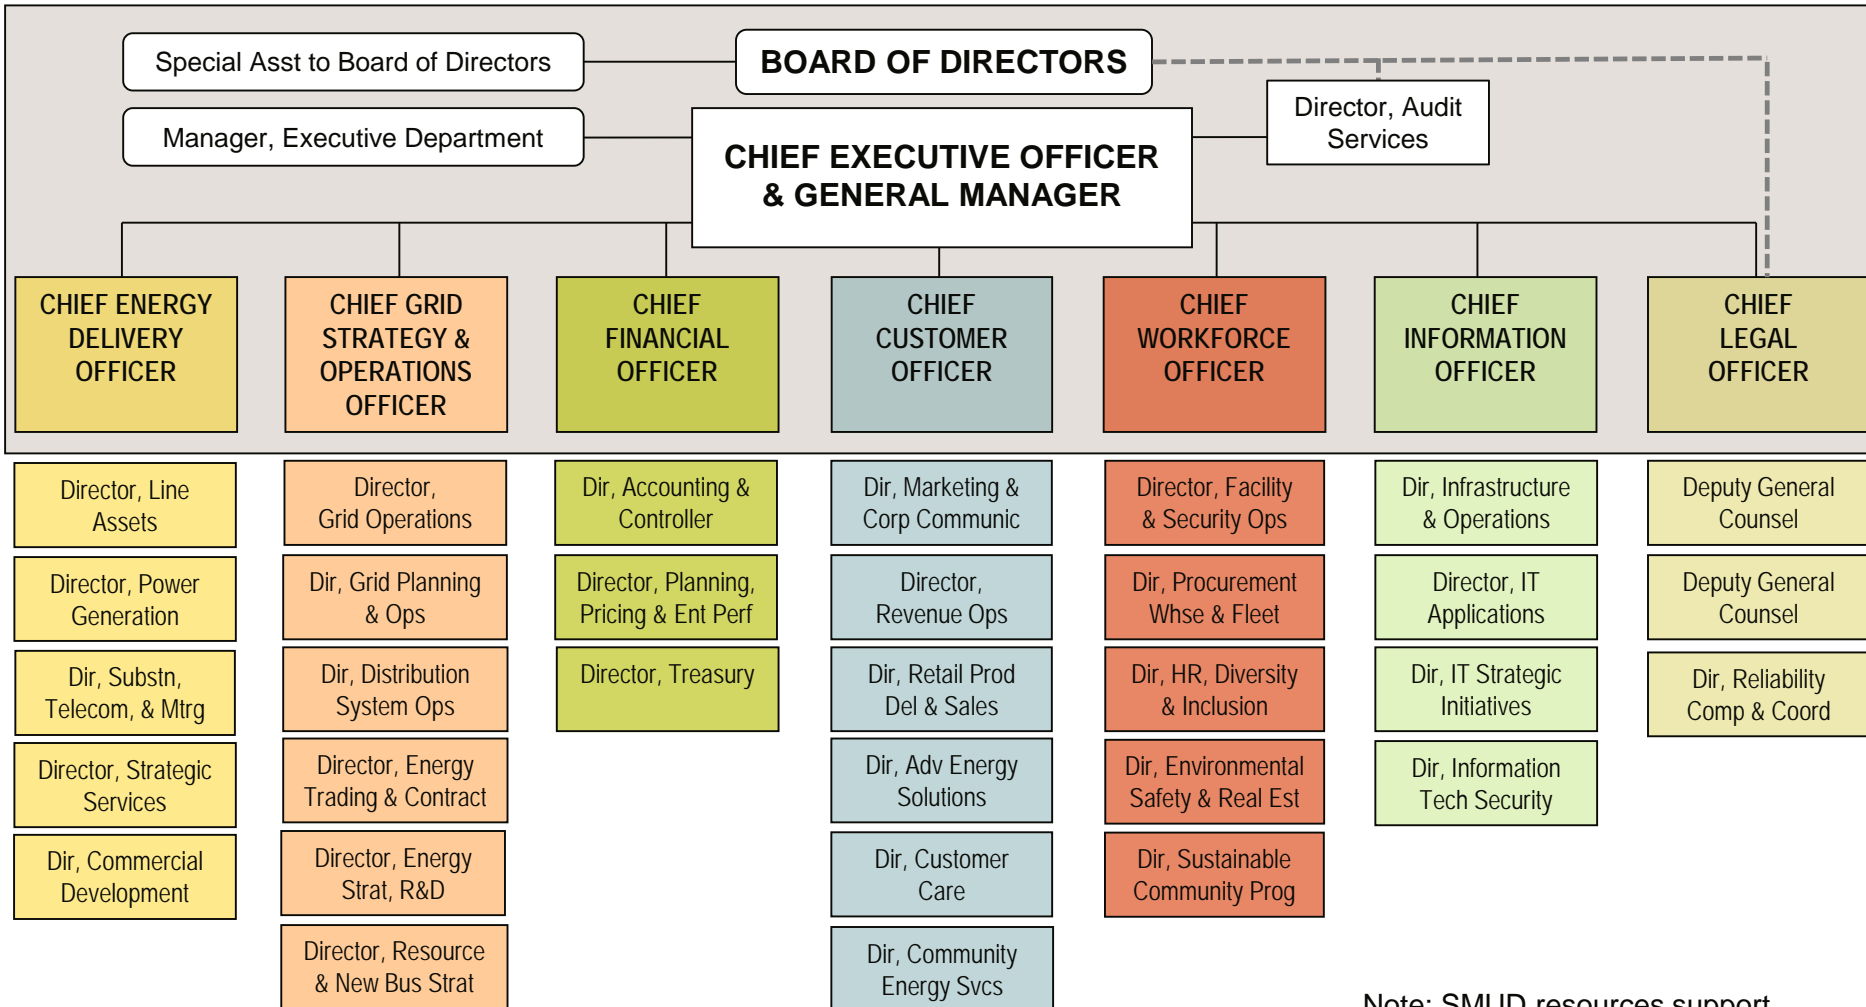 Special Asst to Board of Directors
BOARD OF DIRECTORS
Manager, Executive Department
CHIEF EXECUTIVE OFFICER
& GENERAL MANAGER
Director, Audit
Services
CHIEF ENERGY
DELIVERY
OFFICER
CHIEF GRID
STRATEGY &
OPERATIONS
OFFICER
CHIEF
FINANCIAL
OFFICER
CHIEF
CUSTOMER
OFFICER
CHIEF
WORKFORCE
OFFICER
CHIEF
INFORMATION
OFFICER
CHIEF
LEGAL
OFFICER
Director, Line
Assets
Director, Power
Generation
Dir, Substn,
Telecom, & Mtrg
Director, Strategic
Services
Dir, Commercial
Development
Director,
Grid Operations
Dir, Grid Planning
& Ops
Dir, Distribution
System Ops
Director, Energy
Trading & Contract
Director, Energy
Strat, R&D
Director, Resource
& New Bus Strat
Dir, Accounting &
Controller
Director, Planning,
Pricing & Ent Perf
Director, Treasury
Dir, Marketing &
Corp Communic
Director,
Revenue Ops
Dir, Retail Prod
Del & Sales
Dir, Adv Energy
Solutions
Dir, Customer
Care
Dir, Community
Energy Svcs
Director, Facility
& Security Ops
Dir, Procurement
Whse & Fleet
Dir, HR, Diversity
& Inclusion
Dir, Environmental
Safety & Real Est
Dir, Sustainable
Community Prog
Dir, Infrastructure
& Operations
Director, IT
Applications
Dir, IT Strategic
Initiatives
Dir, Information
Tech Security
Deputy General
Counsel
Deputy General
Counsel
Dir, Reliability
Comp & Coord
Note: SMUD resources support